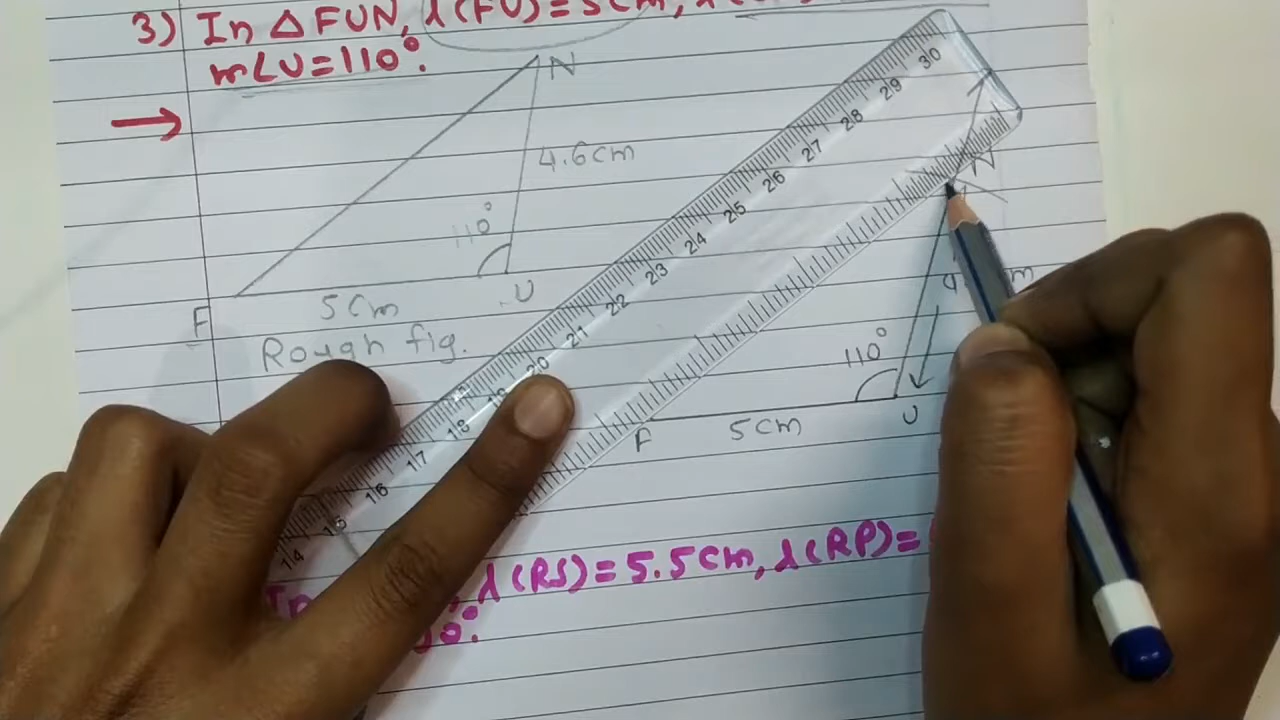 3) In △ FUN, l(FU)=5cm,
m∠U=110°.
N
4.6cm
110°
F 5cm U
Rough fig.
14 15 16 17 18 19 20 21 22 23 24 25 26 27 28 29 30
N
110°
F 5cm U
l(RS)=5.5cm, l(RP)=